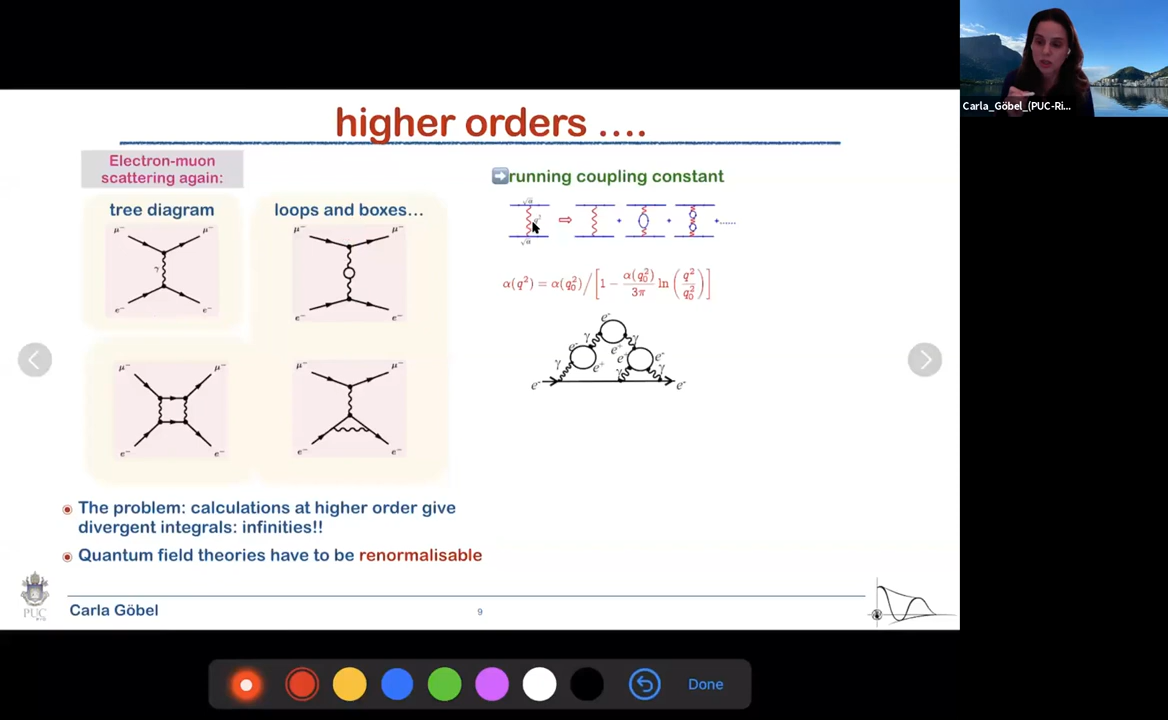 Carla_Göbel_(PUC-Ri...
higher orders ....
Electron-muon
scattering again:
tree diagram
loops and boxes...
μ⁻ μ⁻
γ
e⁻ e⁻
μ⁻ μ⁻
e⁻ e⁻
μ⁻ μ⁻
e⁻ e⁻
μ⁻ μ⁻
e⁻ e⁻
➡running coupling constant
√α
q²
√α
⇨ + + +......
α(q²) = α(q₀²)/[1 − α(q₀²)/3π ln(q²/q₀²)]
e⁻
γ γ
e⁻ e⁺ e⁻
γ e⁺ e⁺ γ
γ
e⁻ e⁻
The problem: calculations at higher order give
divergent integrals: infinities!!
Quantum field theories have to be renormalisable
PUC
Carla Göbel
9
Done